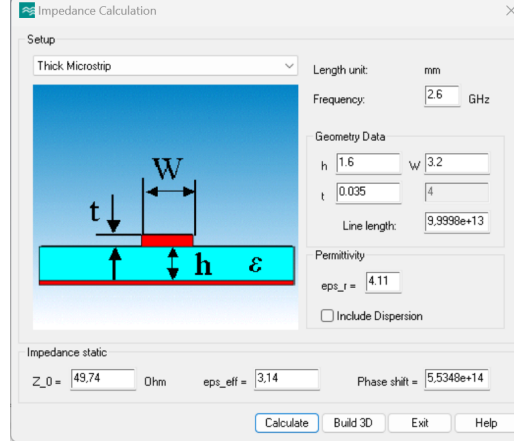 Impedance Calculation
Setup
Thick Microstrip
Length unit: mm
Frequency: 2.6 GHz
Geometry Data
h 1.6 W 3.2
t 0.035 4
Line length: 9,9998e+13
Permittivity
eps_r = 4.11
Include Dispersion
W
t
h ε
Impedance static
Z_0 = 49,74 Ohm eps_eff = 3,14 Phase shift = 5,5348e+14
Calculate Build 3D Exit Help